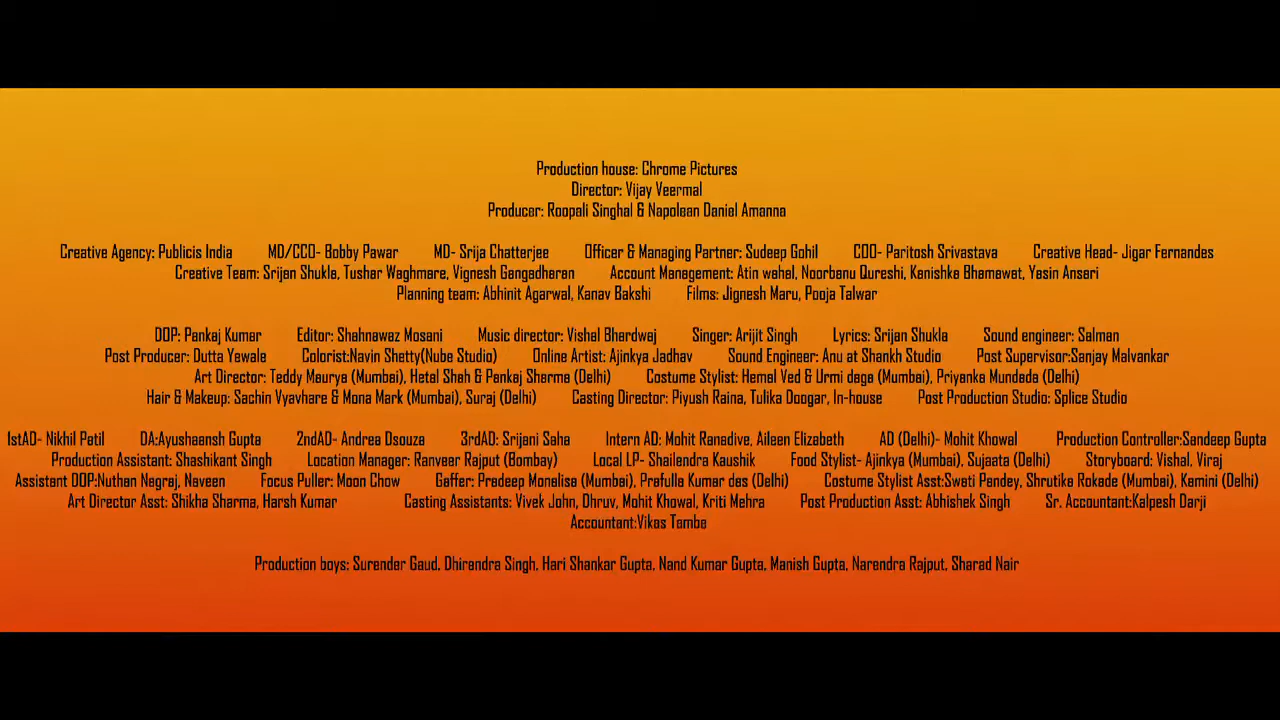 Production house: Chrome Pictures
Director: Vijay Veermal
Producer: Roopali Singhal & Napolean Daniel Amanna
Creative Agency: Publicis India MD/CCO- Bobby Pawar MD- Srija Chatterjee Officer & Managing Partner: Sudeep Gohil COO- Paritosh Srivastava Creative Head- Jigar Fernandes
Creative Team: Srijan Shukla, Tushar Waghmare, Vignesh Gangadharan Account Management: Atin wahal, Noorbanu Qureshi, Kanishka Bhamawat, Yasin Ansari
Planning team: Abhinit Agarwal, Kanav Bakshi Films: Jignesh Maru, Pooja Talwar
DOP: Pankaj Kumar Editor: Shahnawaz Mosani Music director: Vishal Bhardwaj Singer: Arijit Singh Lyrics: Srijan Shukla Sound engineer: Salman
Post Producer: Dutta Yewale Colorist:Navin Shetty(Nube Studio) Online Artist: Ajinkya Jadhav Sound Engineer: Anu at Shankh Studio Post Supervisor:Sanjay Malvankar
Art Director: Teddy Maurya (Mumbai), Hetal Shah & Pankaj Sharma (Delhi) Costume Stylist: Hemal Ved & Urmi daga (Mumbai), Priyanka Mundada (Delhi)
Hair & Makeup: Sachin Vyavhare & Mona Mark (Mumbai), Suraj (Delhi) Casting Director: Piyush Raina, Tulika Doogar, In-house Post Production Studio: Splice Studio
1stAD- Nikhil Patil DA:Ayushaansh Gupta 2ndAD- Andrea Dsouza 3rdAD: Srijani Saha Intern AD: Mohit Ranadive, Aileen Elizabeth AD (Delhi)- Mohit Khowal Production Controller:Sandeep Gupta
Production Assistant: Shashikant Singh Location Manager: Ranveer Rajput (Bombay) Local LP- Shailendra Kaushik Food Stylist- Ajinkya (Mumbai), Sujaata (Delhi) Storyboard: Vishal, Viraj
Assistant DOP:Nuthan Negraj, Naveen Focus Puller: Moon Chow Gaffer: Pradeep Monalisa (Mumbai), Prafulla Kumar das (Delhi) Costume Stylist Asst:Swati Pandey, Shrutika Rokade (Mumbai), Kamini (Delhi)
Art Director Asst: Shikha Sharma, Harsh Kumar Casting Assistants: Vivek John, Dhruv, Mohit Khowal, Kriti Mehra Post Production Asst: Abhishek Singh Sr. Accountant:Kalpesh Darji
Accountant:Vikas Tambe
Production boys: Surender Gaud, Dhirendra Singh, Hari Shankar Gupta, Nand Kumar Gupta, Manish Gupta, Narendra Rajput, Sharad Nair